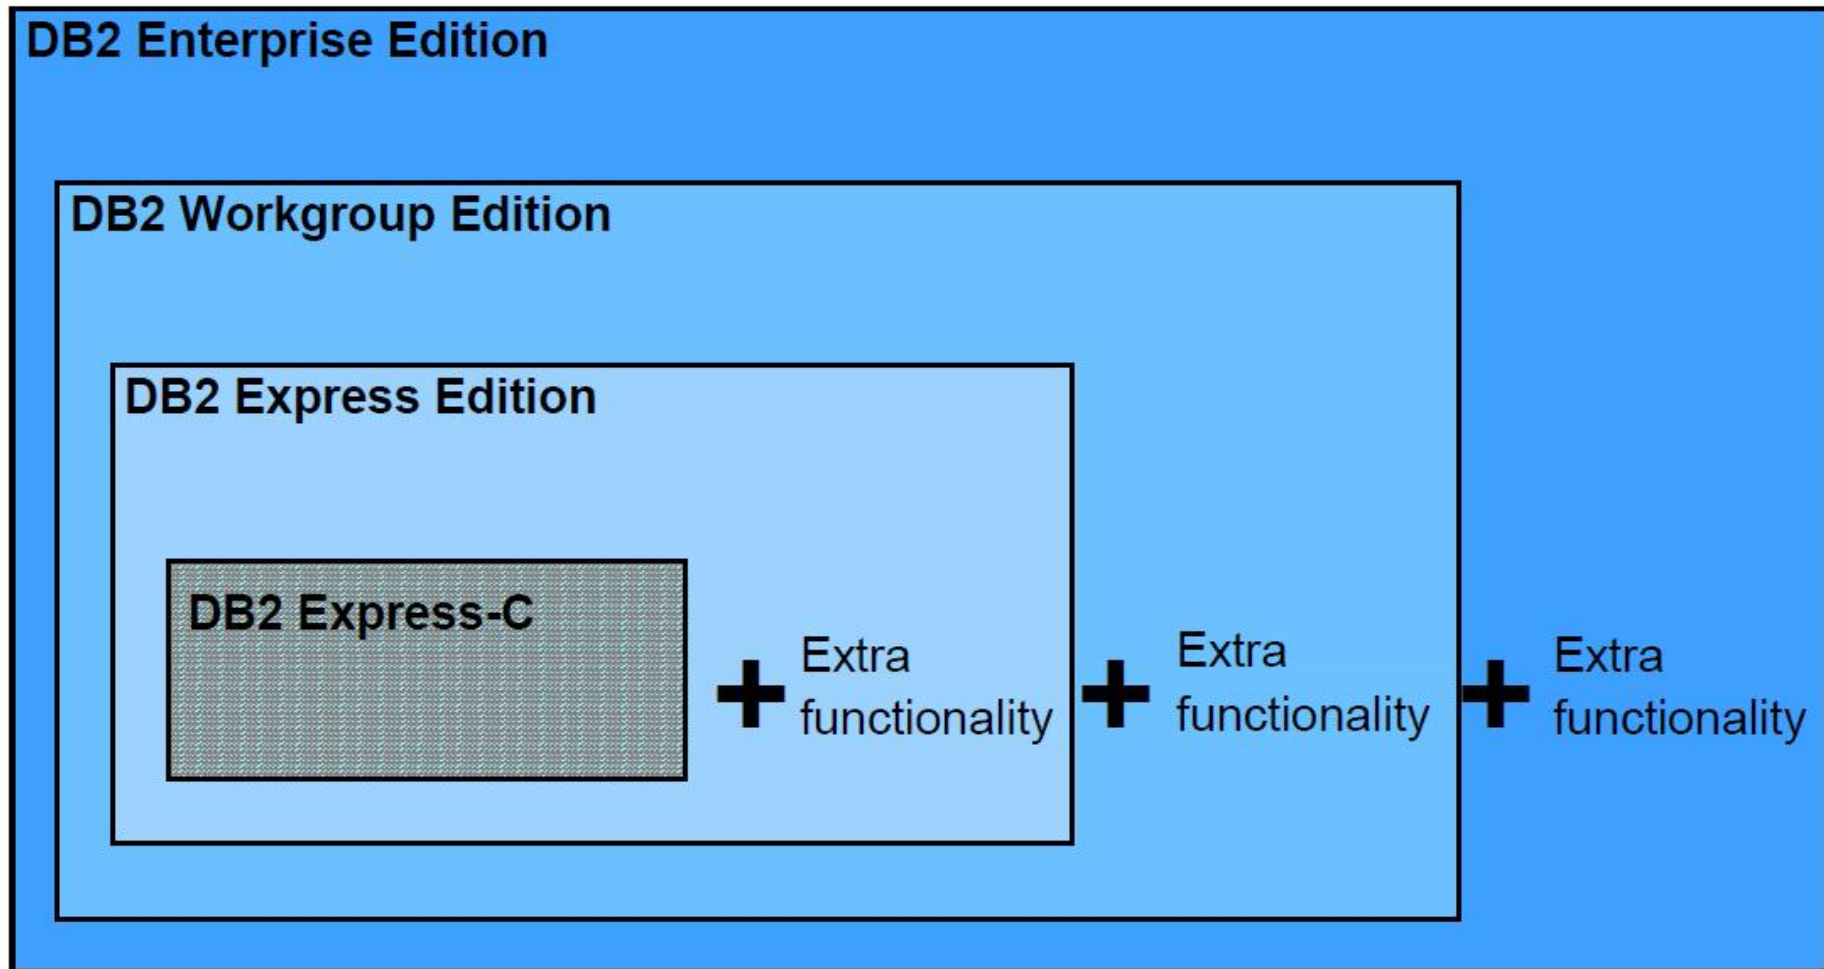 DB2 Enterprise Edition
DB2 Workgroup Edition
DB2 Express Edition
DB2 Express-C
Extra
functionality
Extra
functionality
Extra
functionality